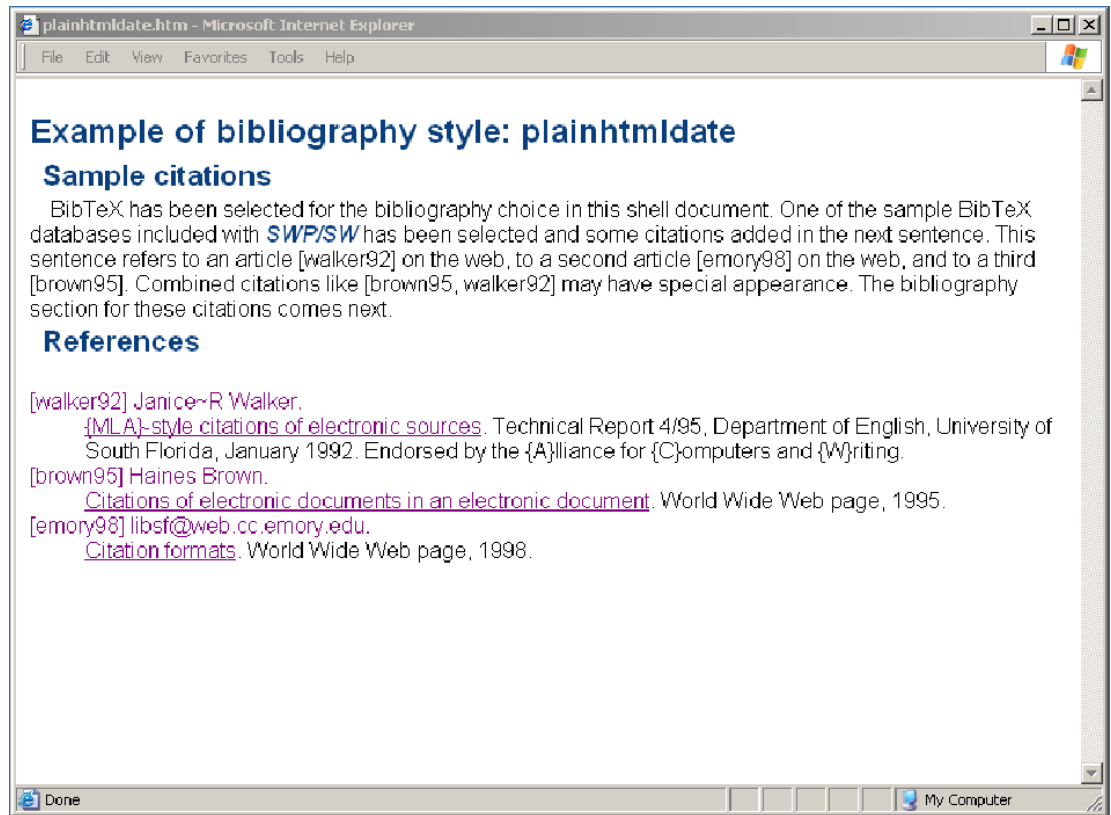 plainhtmldate.htm - Microsoft Internet Explorer
File Edit View Favorites Tools Help
Example of bibliography style: plainhtmldate
Sample citations
BibTeX has been selected for the bibliography choice in this shell document. One of the sample BibTeX
databases included with SWP/SW has been selected and some citations added in the next sentence. This
sentence refers to an article [walker92] on the web, to a second article [emory98] on the web, and to a third
[brown95]. Combined citations like [brown95, walker92] may have special appearance. The bibliography
section for these citations comes next.
References
[walker92] Janice~R Walker.
{MLA}-style citations of electronic sources. Technical Report 4/95, Department of English, University of
South Florida, January 1992. Endorsed by the {A}lliance for {C}omputers and {W}riting.
[brown95] Haines Brown.
Citations of electronic documents in an electronic document. World Wide Web page, 1995.
[emory98] libsf@web.cc.emory.edu.
Citation formats. World Wide Web page, 1998.
Done My Computer